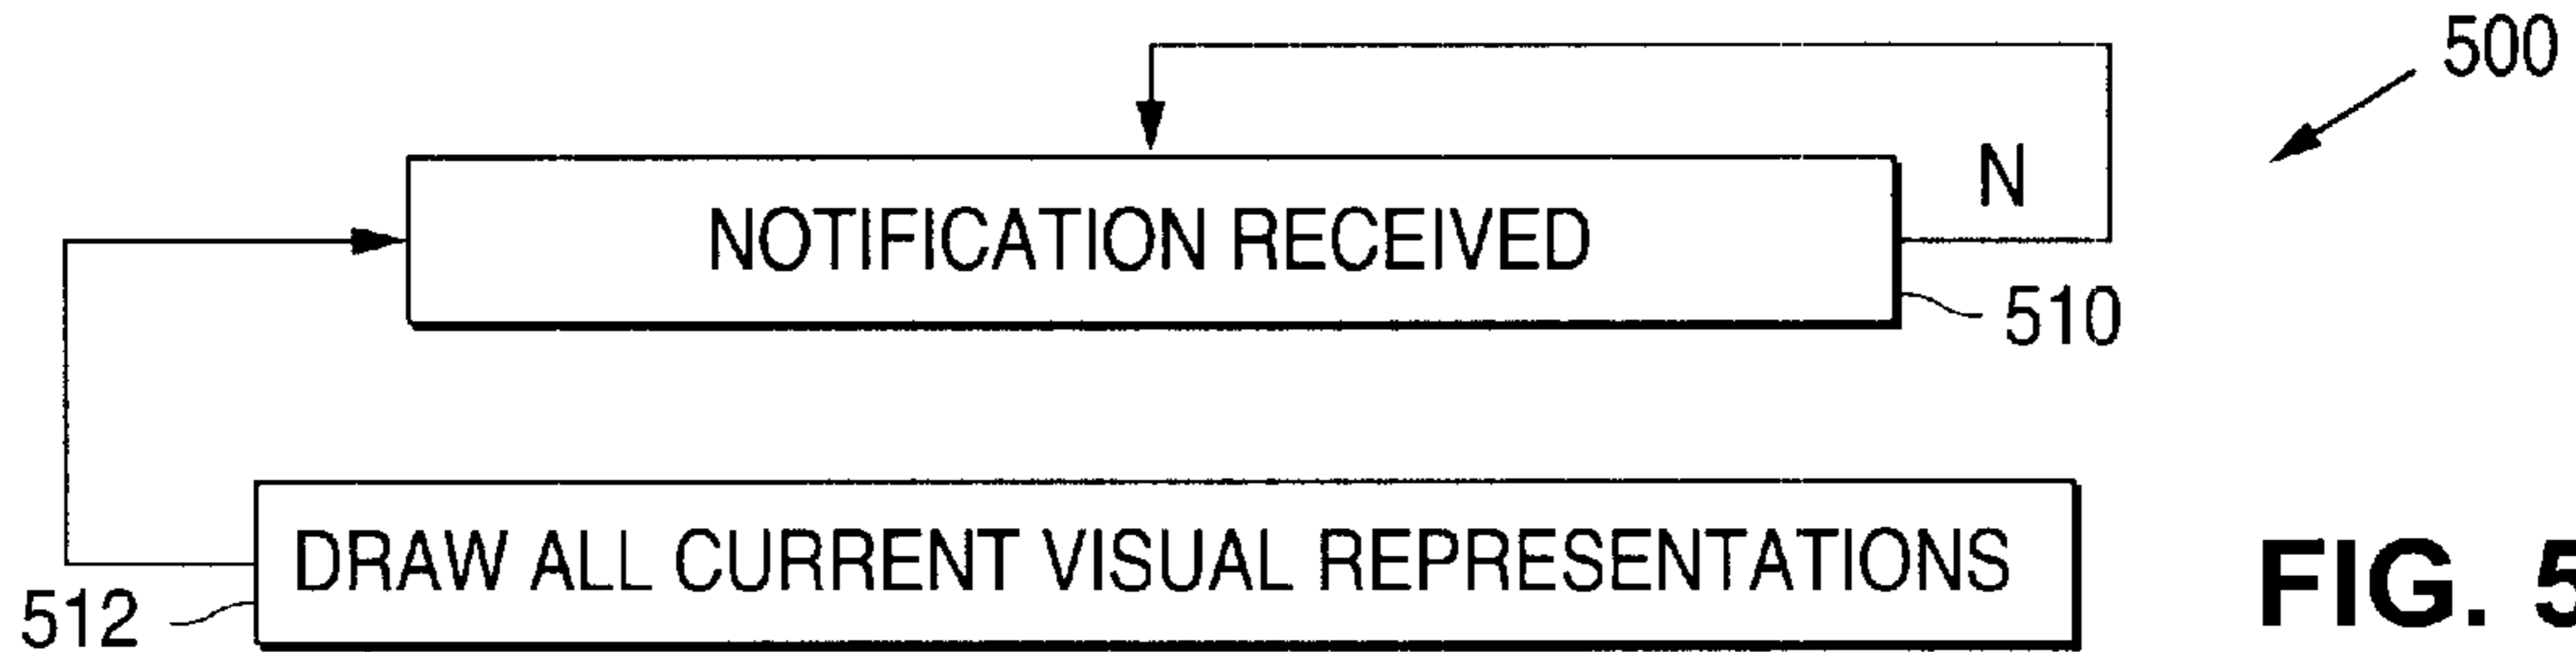 500
N
NOTIFICATION RECEIVED
510
DRAW ALL CURRENT VISUAL REPRESENTATIONS
512
FIG. 5